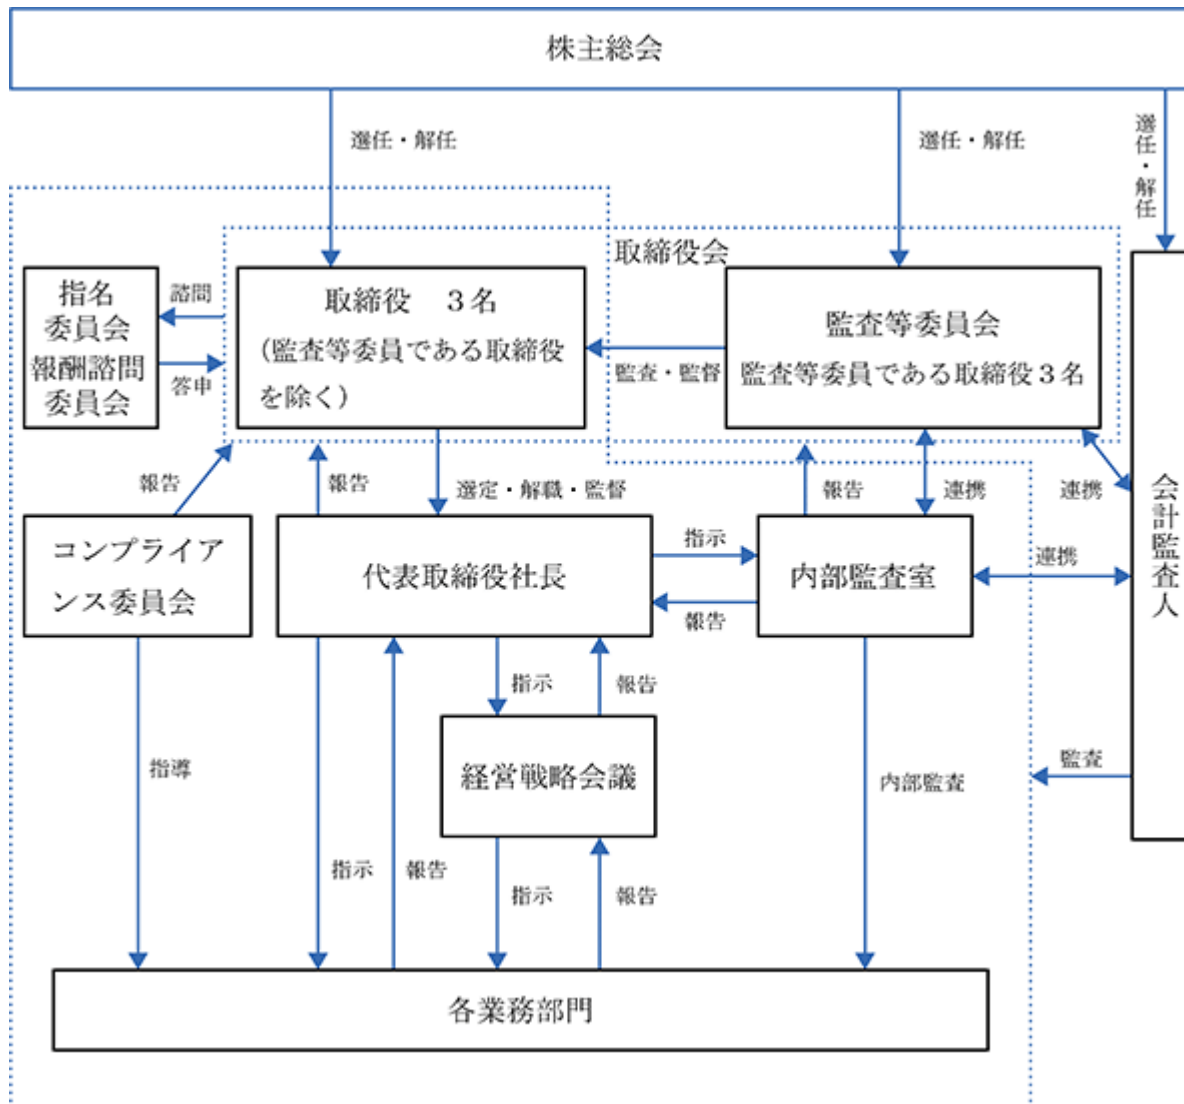 株主総会
選任・解任
選任・解任
選任・解任
取締役会
指名
委員会
報酬諮問
委員会
諮問
答申
取締役　３名
（監査等委員である取締役
を除く）
監査・監督
監査等委員会
監査等委員である取締役３名
報告
報告
選定・解職・監督
報告
連携
連携
会計監査人
コンプライア
ンス委員会
代表取締役社長
指示
報告
内部監査室
連携
指示
報告
経営戦略会議
指導
内部監査
監査
指示
報告
指示
報告
各業務部門